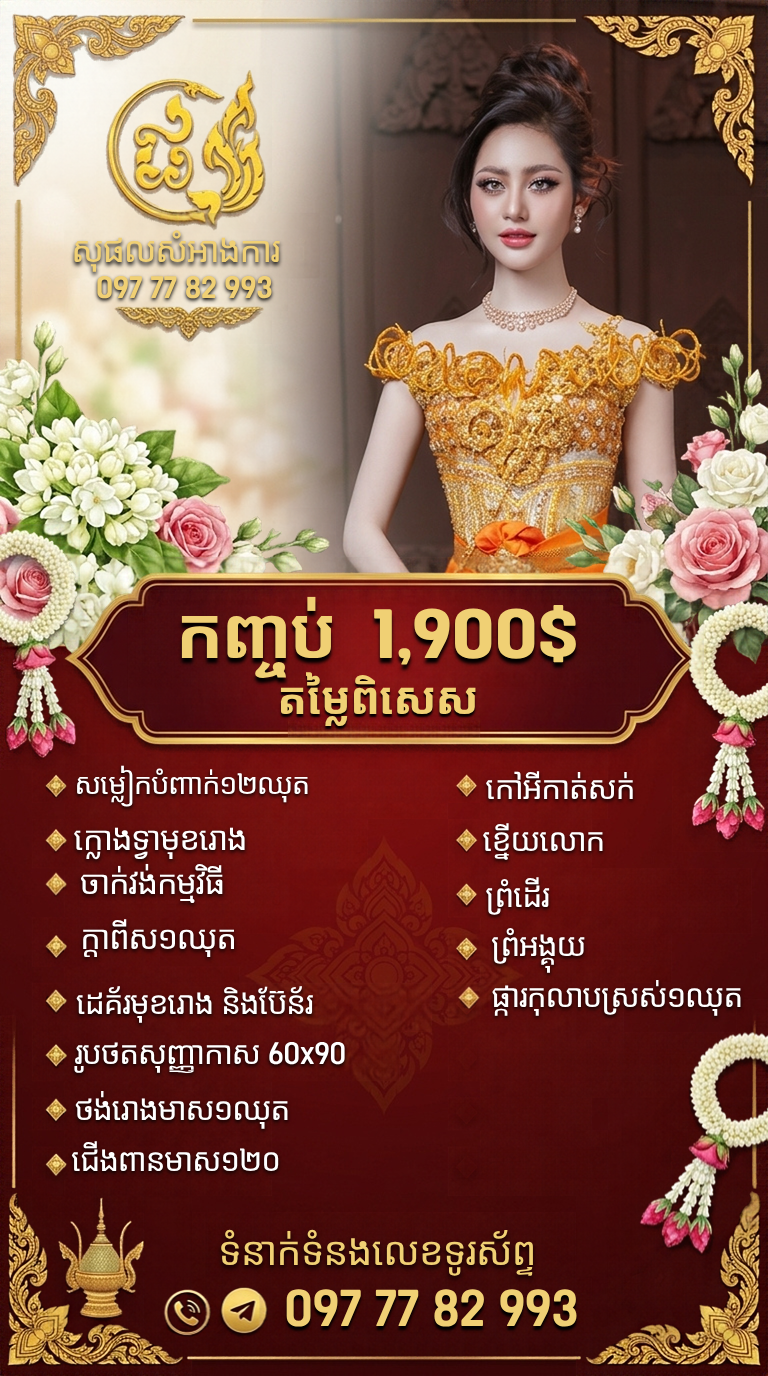 សុផលសំអាងការ
097 77 82 993
កញ្ចប់ 1,900$
តម្លៃពិសេស
សម្លៀកបំពាក់១២ឈុត
ក្លោងទ្វាមុខរោង
ចាក់វង់កម្មវិធី
ក្តាពីស១ឈុត
ដេគ័រមុខរោង និងប៊ែន័រ
រូបថតសុញ្ញាកាស 60x90
ថង់រោងមាស១ឈុត
ជើងពានមាស១២០
កៅអីកាត់សក់
ខ្នើយលោក
ព្រំដើរ
ព្រំអង្គុយ
ផ្ការកុលាបស្រស់១ឈុត
ទំនាក់ទំនងលេខទូរស័ព្ទ
097 77 82 993